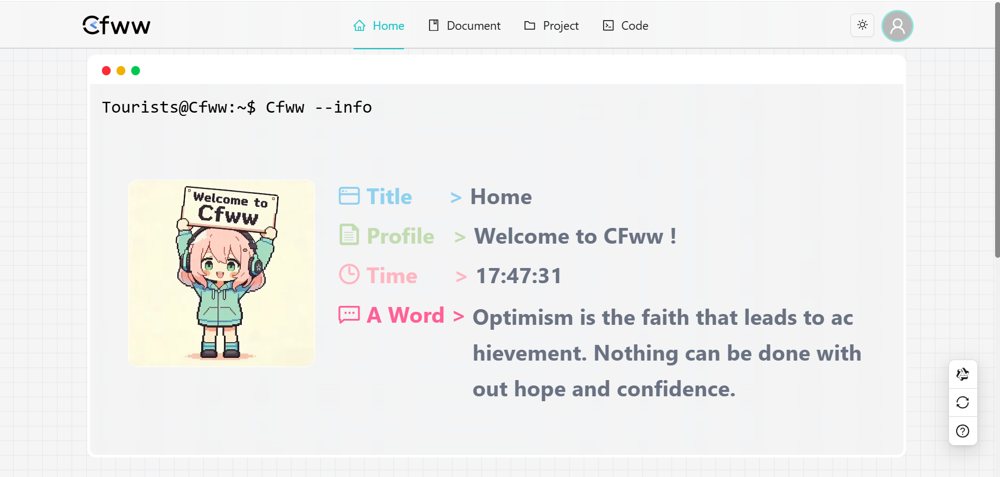 Cfww
Home
Document
Project
Code
Tourists@Cfww:~$ Cfww --info
Welcome to
Cfww
Title > Home
Profile > Welcome to CFww !
Time > 17:47:31
A Word > Optimism is the faith that leads to ac
hievement. Nothing can be done with
out hope and confidence.